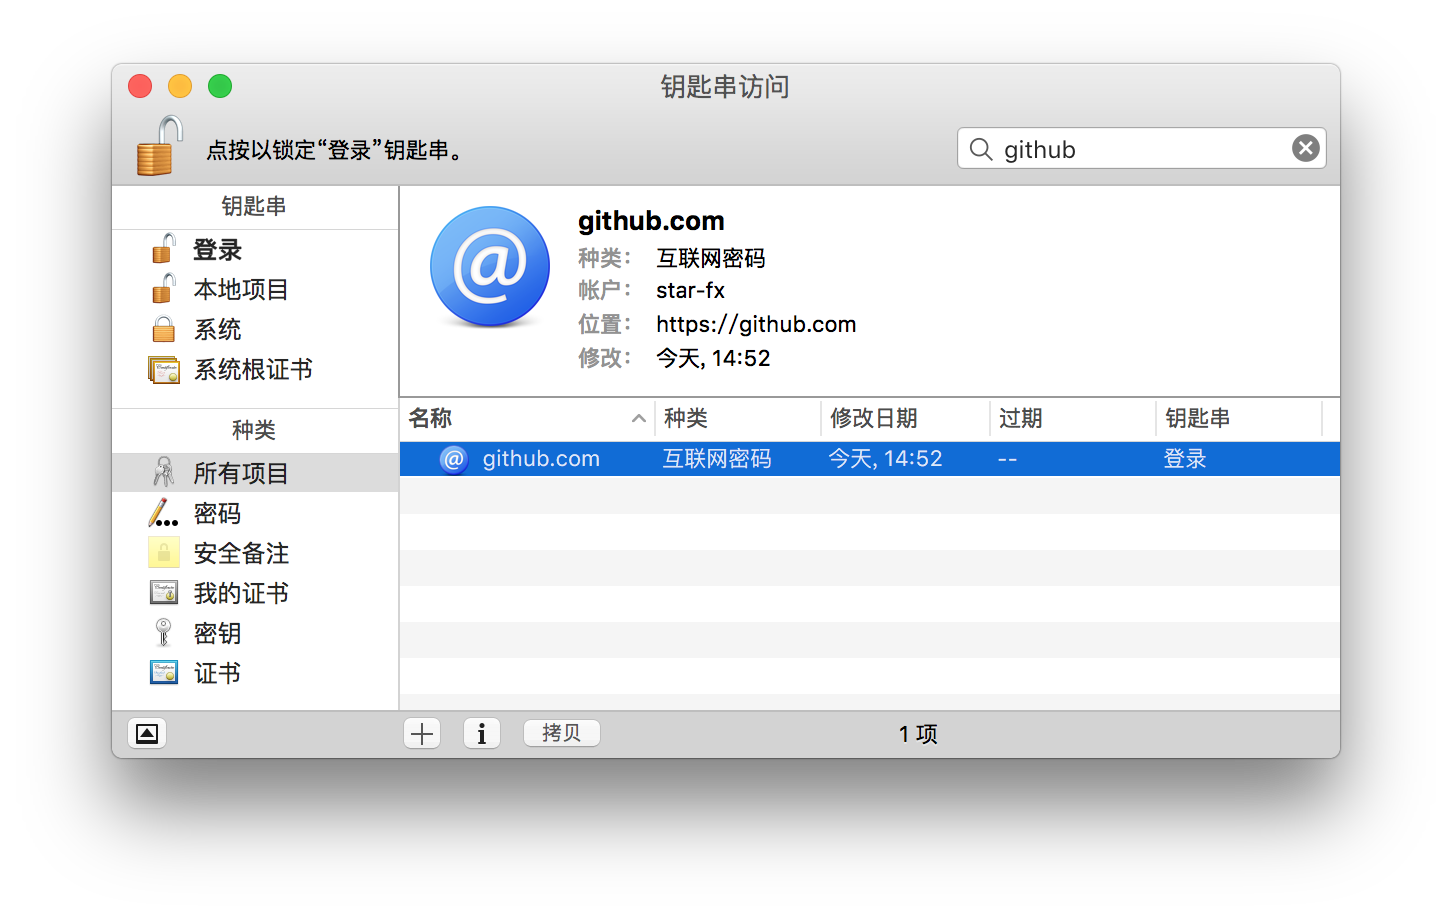 钥匙串访问
点按以锁定“登录”钥匙串。
github
钥匙串
登录
本地项目
系统
系统根证书
种类
所有项目
密码
安全备注
我的证书
密钥
证书
github.com
种类： 互联网密码
帐户： star-fx
位置： https://github.com
修改： 今天, 14:52
名称 种类 修改日期 过期 钥匙串
github.com 互联网密码 今天, 14:52 -- 登录
拷贝
1 项